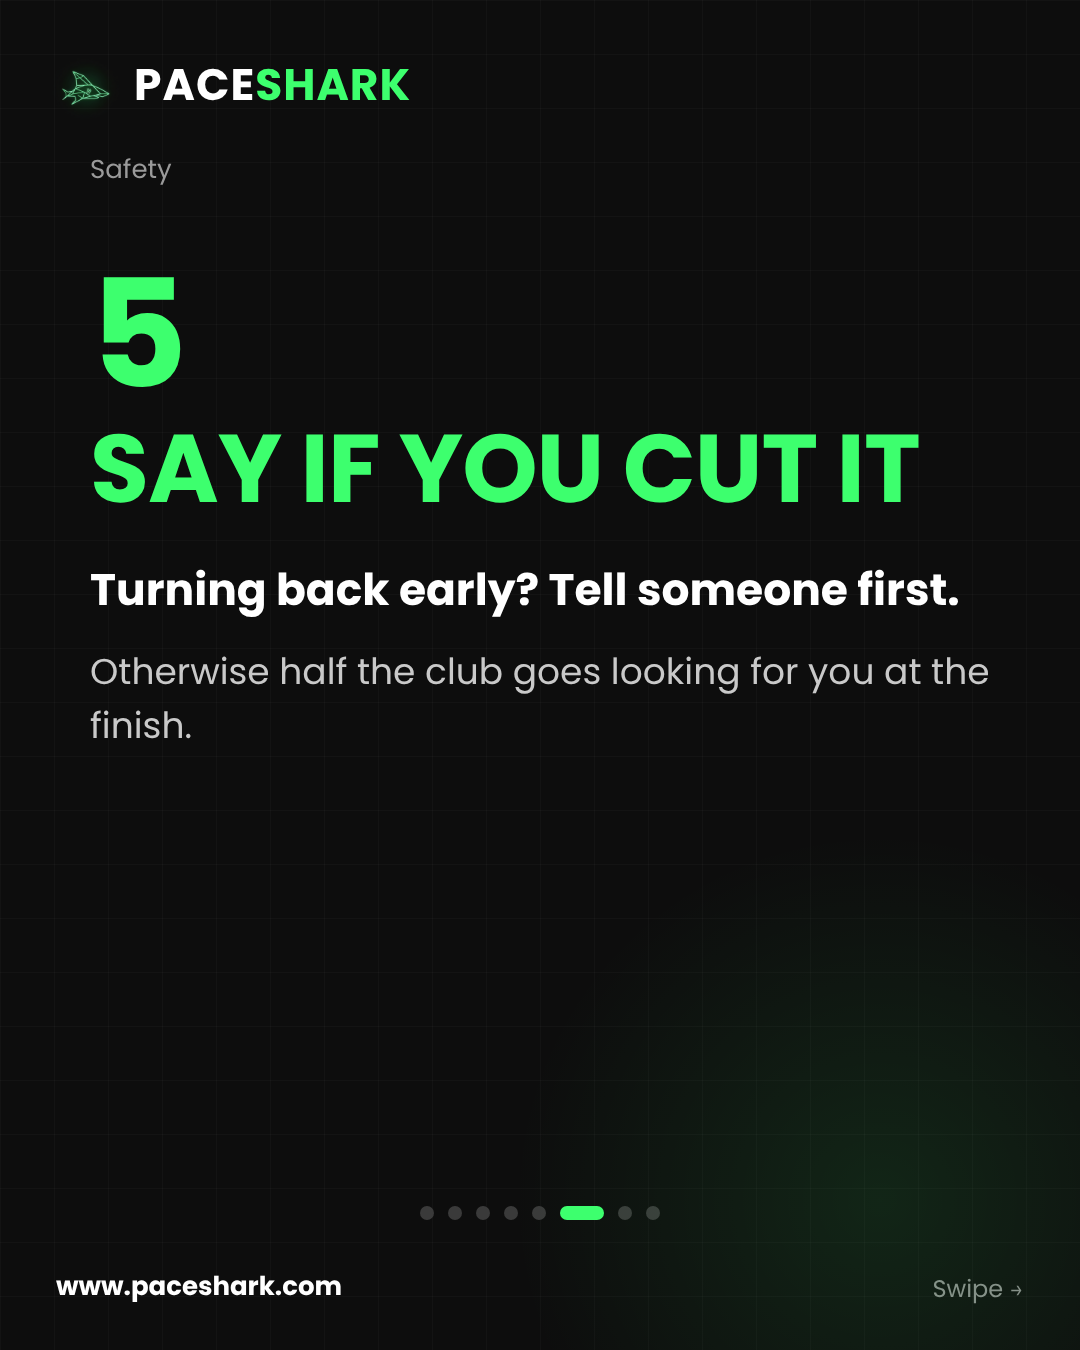 PACESHARK
Safety
5
SAY IF YOU CUT IT
Turning back early? Tell someone first.
Otherwise half the club goes looking for you at the
finish.
www.paceshark.com
Swipe →